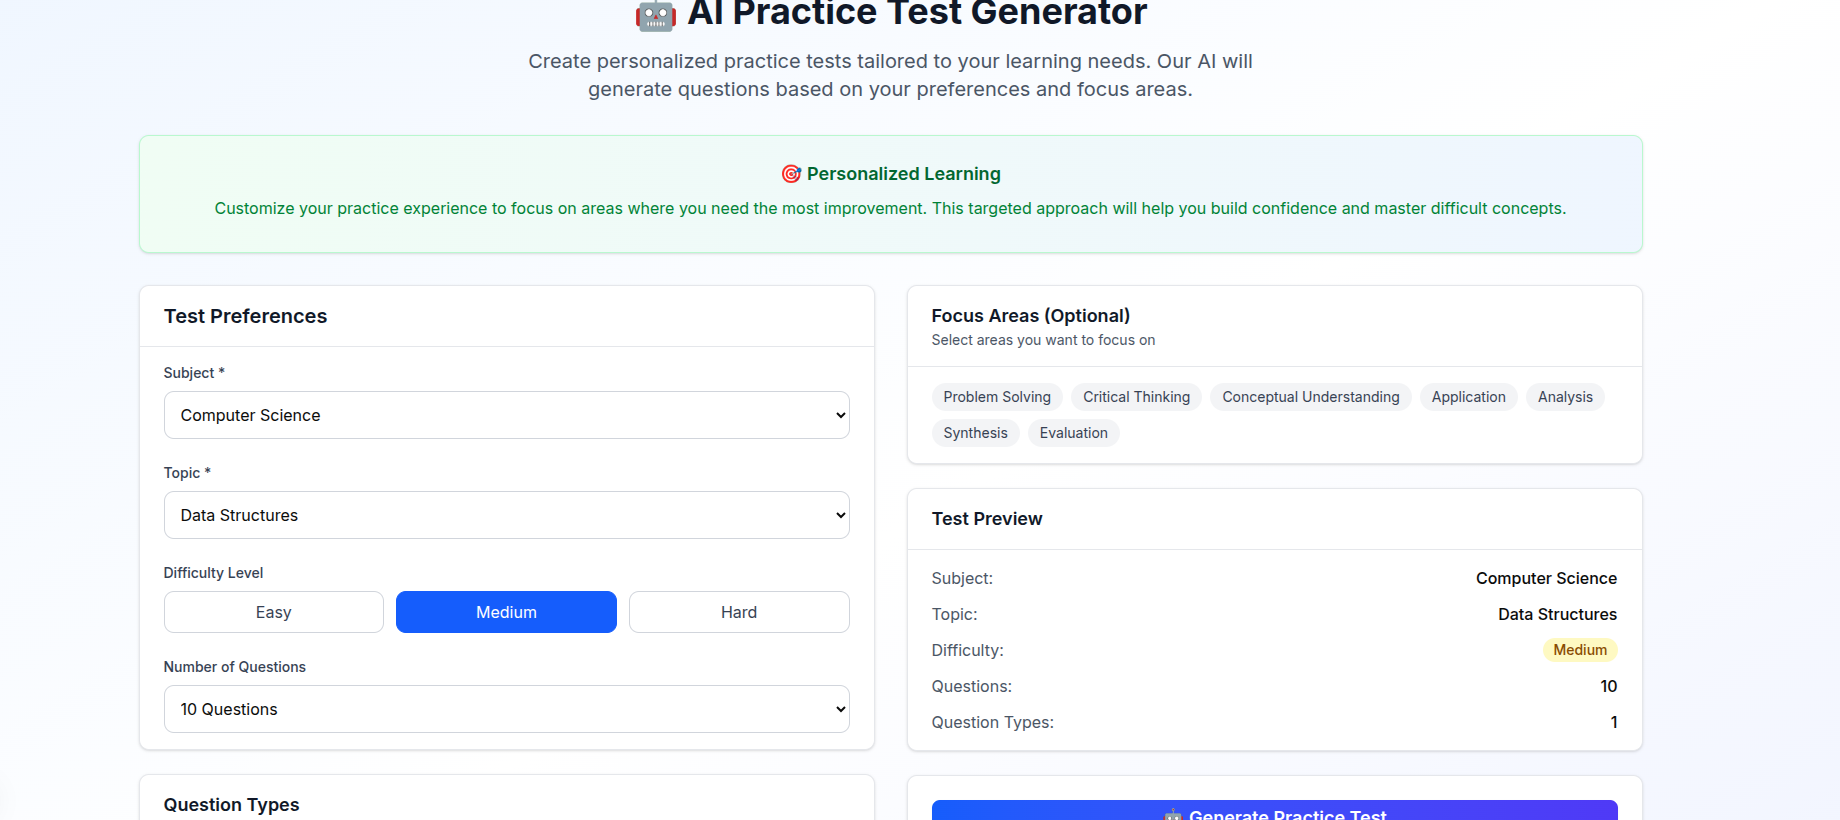 🤖 AI Practice Test Generator
Create personalized practice tests tailored to your learning needs. Our AI will
generate questions based on your preferences and focus areas.
🎯 Personalized Learning
Customize your practice experience to focus on areas where you need the most improvement. This targeted approach will help you build confidence and master difficult concepts.
Test Preferences
Subject *
Computer Science
Topic *
Data Structures
Difficulty Level
Easy
Medium
Hard
Number of Questions
10 Questions
Question Types
Focus Areas (Optional)
Select areas you want to focus on
Problem Solving
Critical Thinking
Conceptual Understanding
Application
Analysis
Synthesis
Evaluation
Test Preview
Subject: Computer Science
Topic: Data Structures
Difficulty: Medium
Questions: 10
Question Types: 1
🤖 Generate Practice Test